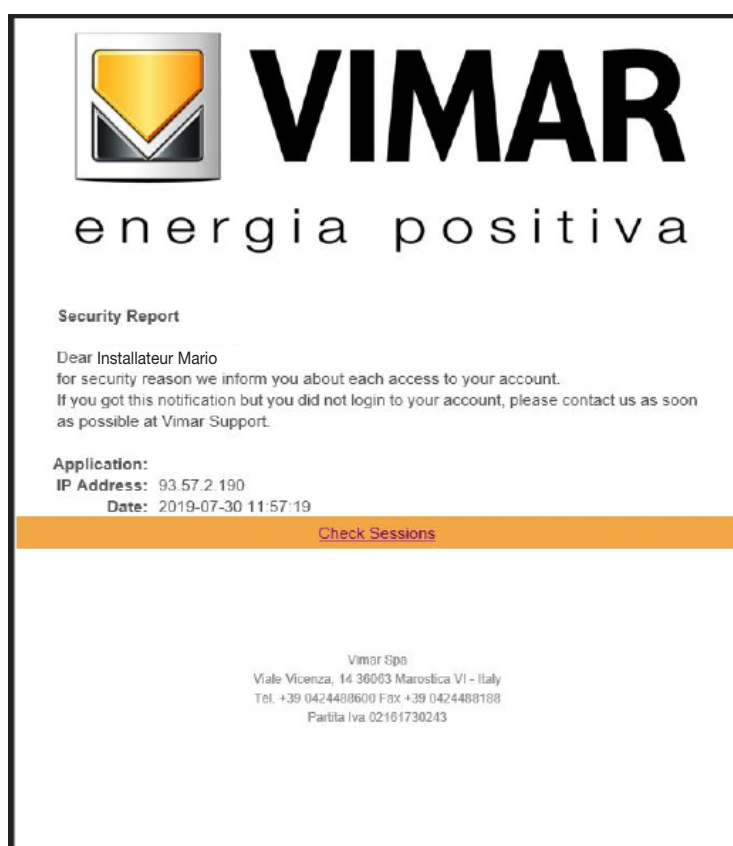 VIMAR
energia positiva
Security Report
Dear Installateur Mario
for security reason we inform you about each access to your account.
If you got this notification but you did not login to your account, please contact us as soon
as possible at Vimar Support.
Application:
IP Address: 93.57.2.190
Date: 2019-07-30 11:57:19
Check Sessions
Vimar Spa
Viale Vicenza, 14 36063 Marostica VI - Italy
Tel. +39 0424488600 Fax +39 0424488188
Partita Iva 02161730243